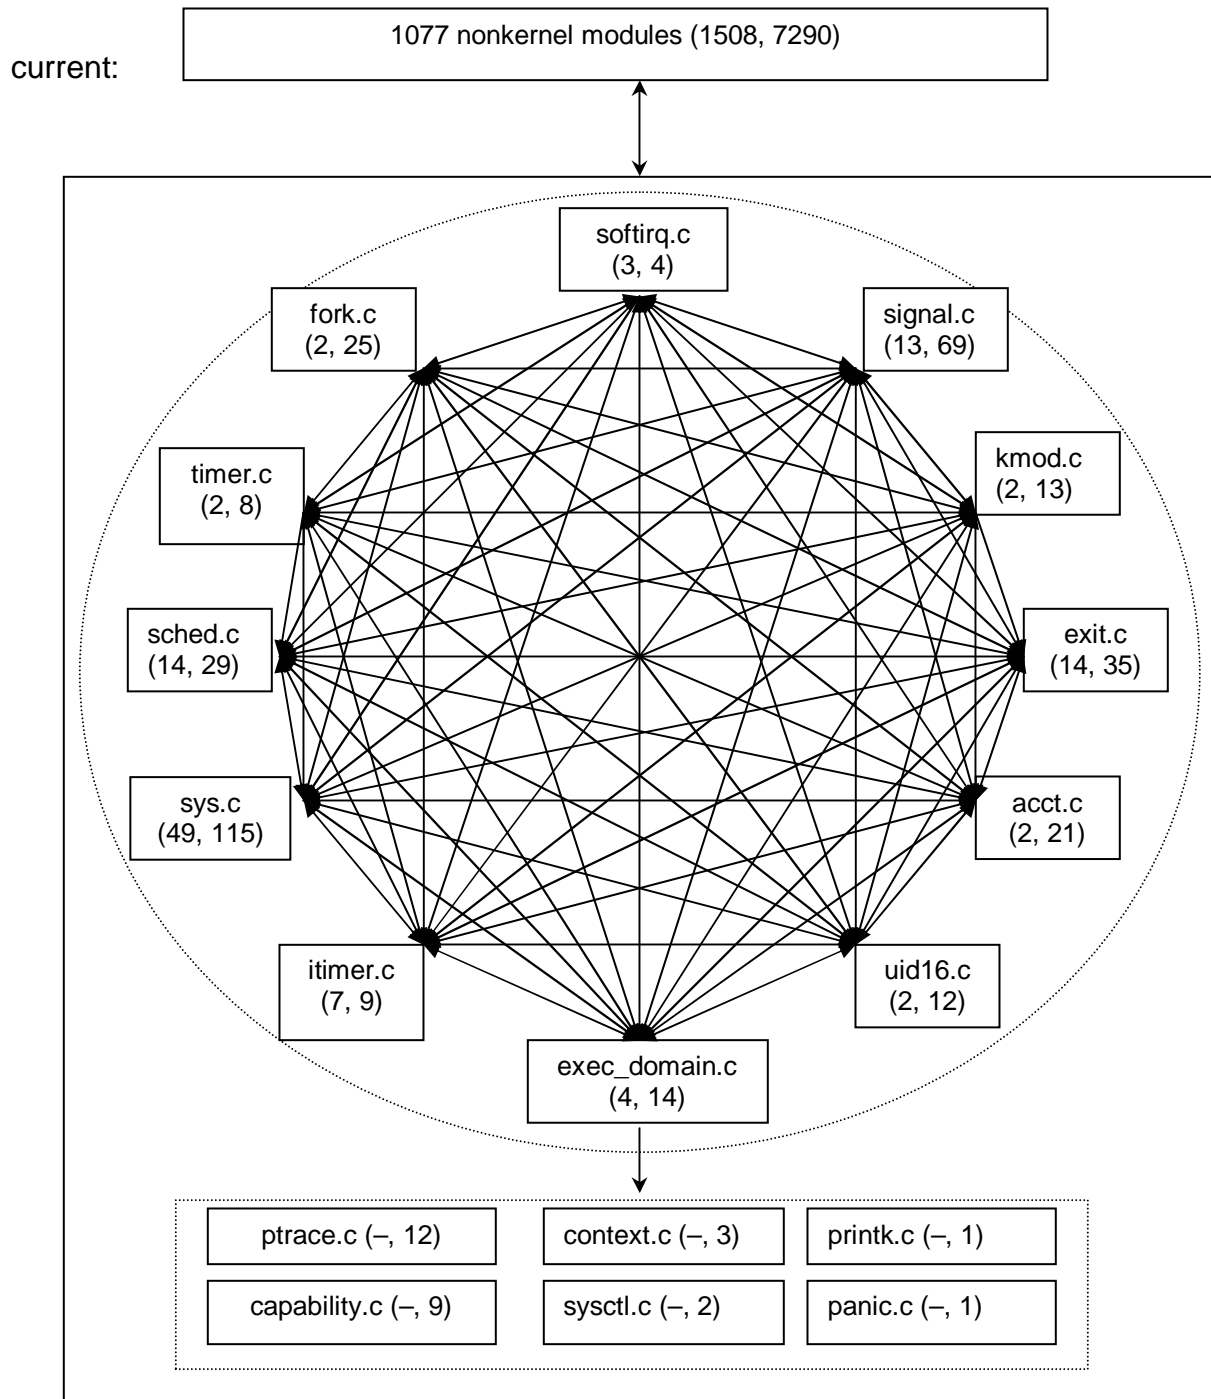 1077 nonkernel modules (1508, 7290)
current:
softirq.c
(3, 4)
fork.c
(2, 25)
signal.c
(13, 69)
timer.c
(2, 8)
kmod.c
(2, 13)
sched.c
(14, 29)
exit.c
(14, 35)
sys.c
(49, 115)
acct.c
(2, 21)
itimer.c
(7, 9)
uid16.c
(2, 12)
exec_domain.c
(4, 14)
ptrace.c (–, 12)
context.c (–, 3)
printk.c (–, 1)
capability.c (–, 9)
sysctl.c (–, 2)
panic.c (–, 1)